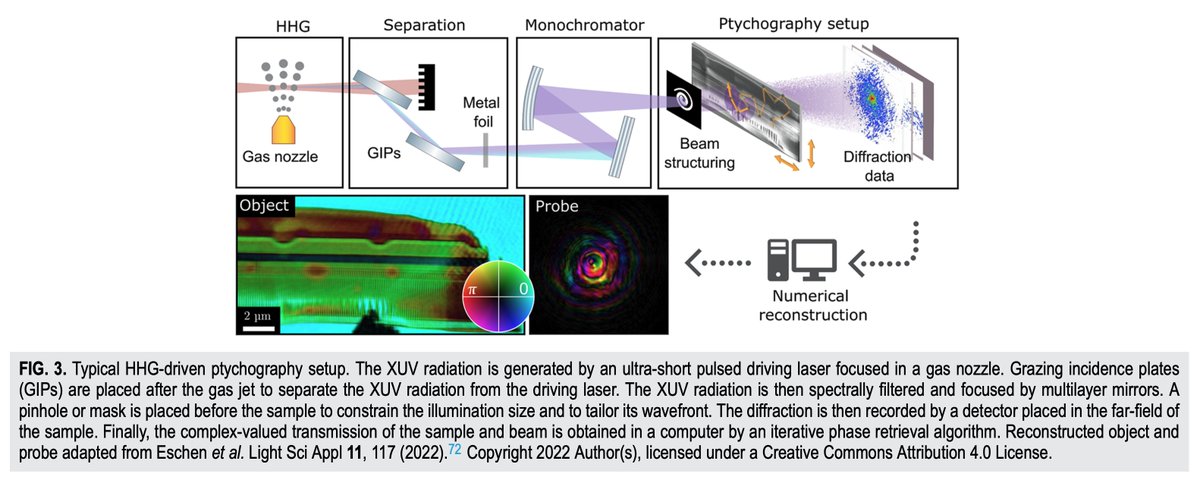 HHG
Separation
Monochromator
Ptychography setup
Gas nozzle
GIPs
Metal
foil
Beam
structuring
Diffraction
data
Object
π
0
2 μm
Probe
Numerical
reconstruction
FIG. 3. Typical HHG-driven ptychography setup. The XUV radiation is generated by an ultra-short pulsed driving laser focused in a gas nozzle. Grazing incidence plates
(GIPs) are placed after the gas jet to separate the XUV radiation from the driving laser. The XUV radiation is then spectrally filtered and focused by multilayer mirrors. A
pinhole or mask is placed before the sample to constrain the illumination size and to tailor its wavefront. The diffraction is then recorded by a detector placed in the far-field of
the sample. Finally, the complex-valued transmission of the sample and beam is obtained in a computer by an iterative phase retrieval algorithm. Reconstructed object and
probe adapted from Eschen et al. Light Sci Appl 11, 117 (2022).72 Copyright 2022 Author(s), licensed under a Creative Commons Attribution 4.0 License.